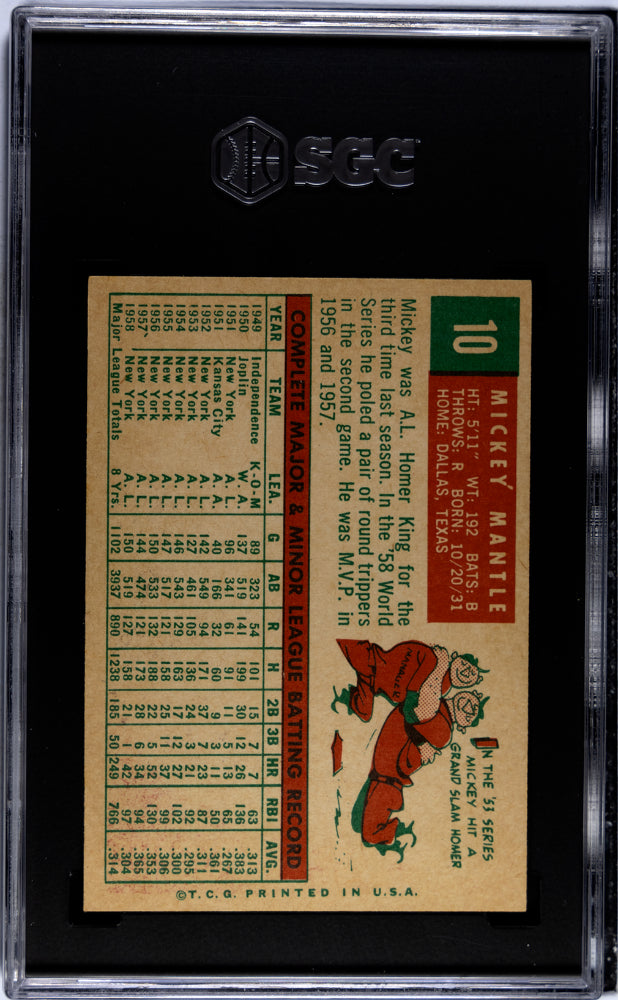 SGC
10
MICKEY MANTLE
HT: 5'11" WT: 192 BATS: B
THROWS: R BORN: 10/20/31
HOME: DALLAS, TEXAS
Mickey was A.L. Homer King for the
third time last season. In the '58 World
Series he poled a pair of round trippers
in the second game. He was M.V.P. in
1956 and 1957.
IN THE '53 SERIES
MICKEY HIT A
GRAND SLAM HOMER
MANAGER
COMPLETE MAJOR & MINOR LEAGUE BATTING RECORD
YEAR TEAM LEA. G AB R H 2B 3B HR RBI AVG.
1949 Independence K-O-M 89 323 54 101 15 7 7 63 .313
1950 Joplin W. A. 137 519 141 199 30 12 26 136 .383
1951 New York A. L. 96 341 61 91 11 5 13 65 .267
1951 Kansas City A. A. 40 166 32 60 9 3 11 50 .361
1952 New York A. L. 142 549 94 171 37 7 23 87 .311
1953 New York A. L. 127 461 105 136 24 3 21 92 .295
1954 New York A. L. 146 543 129 163 17 12 27 102 .300
1955 New York A. L. 147 517 121 158 25 11 37 99 .306
1956 New York A. L. 150 533 132 188 22 5 52 130 .353
1957 New York A. L. 144 474 121 173 28 6 34 94 .365
1958 New York A. L. 150 519 127 158 21 1 42 97 .304
Major League Totals 8 Yrs. 1102 3937 890 1238 185 50 249 766 .314
©T.C.G. PRINTED IN U.S.A.